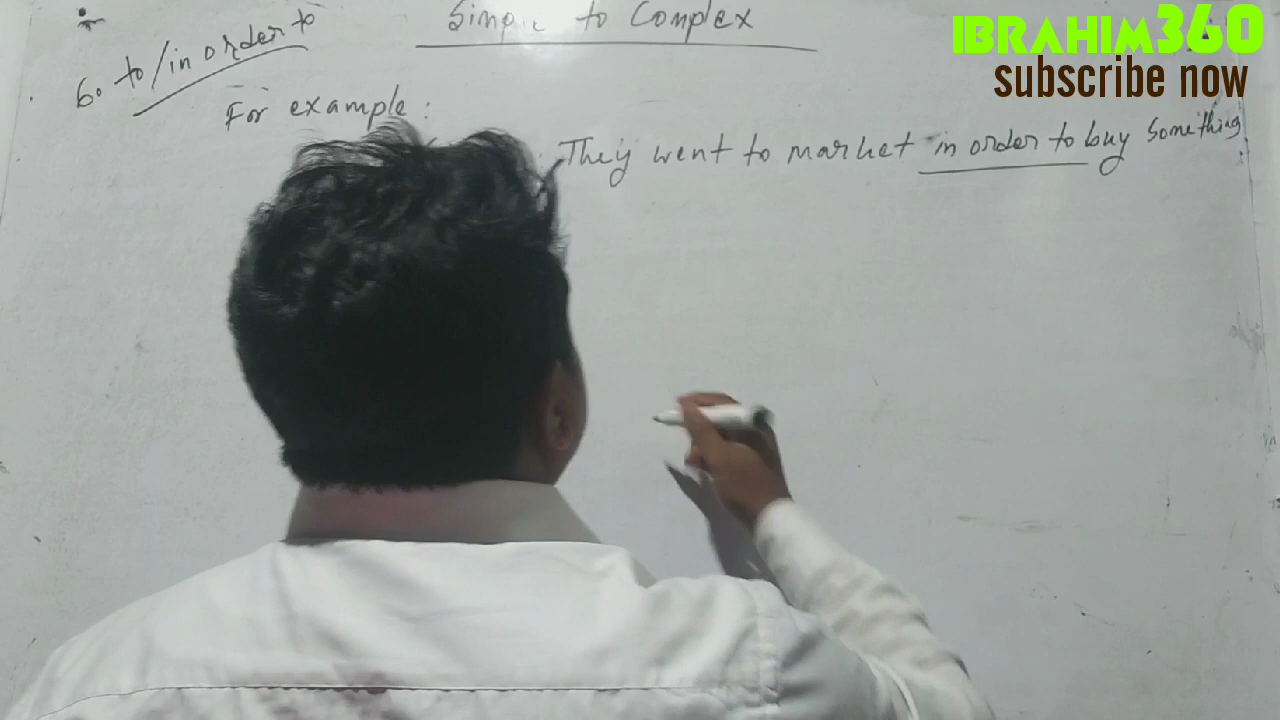 Simple to Complex
6. to/in order to
For example:
They went to market in order to buy something.
IBRAHIM360
subscribe now